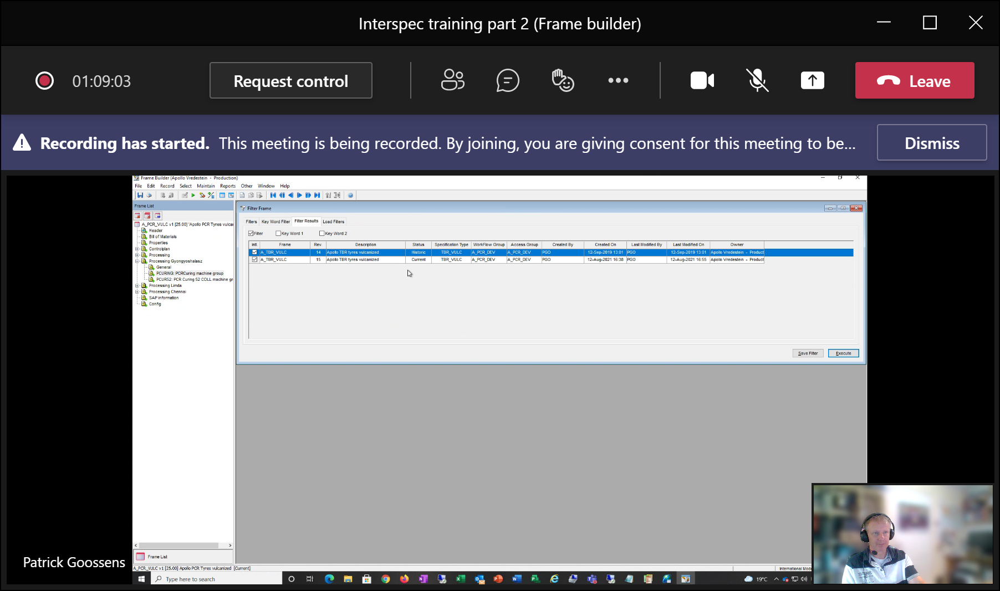 Interspec training part 2 (Frame builder)
01:09:03
Request control
Leave
Recording has started. This meeting is being recorded. By joining, you are giving consent for this meeting to be...
Dismiss
Frame Builder (Apollo Vredestein - Production)
File Edit Record Select Maintain Reports Other Window Help
Frame List
A_PCR_VULC v1 [25.00] 'Apollo PCR Tyres vulcar
Header
Bill of Materials
Properties
Controlplan
Processing
Processing Gyongyoshalasz
General
PCURING: PCRCuring machine group
PCURS2: PCR Curing S2 COLL machine gr
Processing Limda
Processing Chennai
SAP information
Config
Frame List
Filter Frame
Filters Key Word Filter Filter Results Load Filters
Filter Key Word 1 Key Word 2
Intl. Frame Rev. Description Status Specification Type WorkFlow Group Access Group Created By Created On Last Modified By Last Modified On Owner
A_TBR_VULC 14 Apollo TBR tyres vulcanized Historic TBR_VULC A_PCR_DEV A_PCR_DEV PGO 12-Sep-2019 13:01 PGO 12-Sep-2019 13:01 Apollo Vredestein - Product
A_TBR_VULC 15 Apollo TBR tyres vulcanized Current TBR_VULC A_PCR_DEV A_PCR_DEV PGO 12-Aug-2021 16:38 PGO 12-Aug-2021 16:55 Apollo Vredestein - Product
Save Filter Execute
Patrick Goossens
A_PCR_VULC v1 [25.00] Apollo PCR Tyres vulcanized [Current]
International Mode
Type here to search
19°C